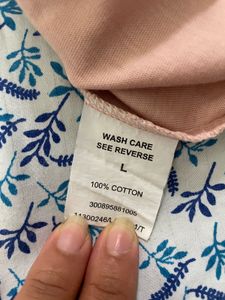 WASH CARE
SEE REVERSE
L
100% COTTON
300895881005